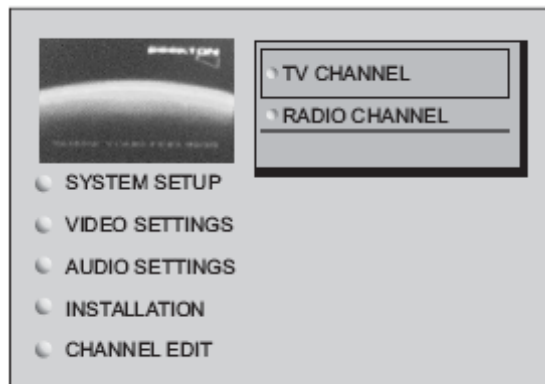 TV CHANNEL
RADIO CHANNEL
SYSTEM SETUP
VIDEO SETTINGS
AUDIO SETTINGS
INSTALLATION
CHANNEL EDIT